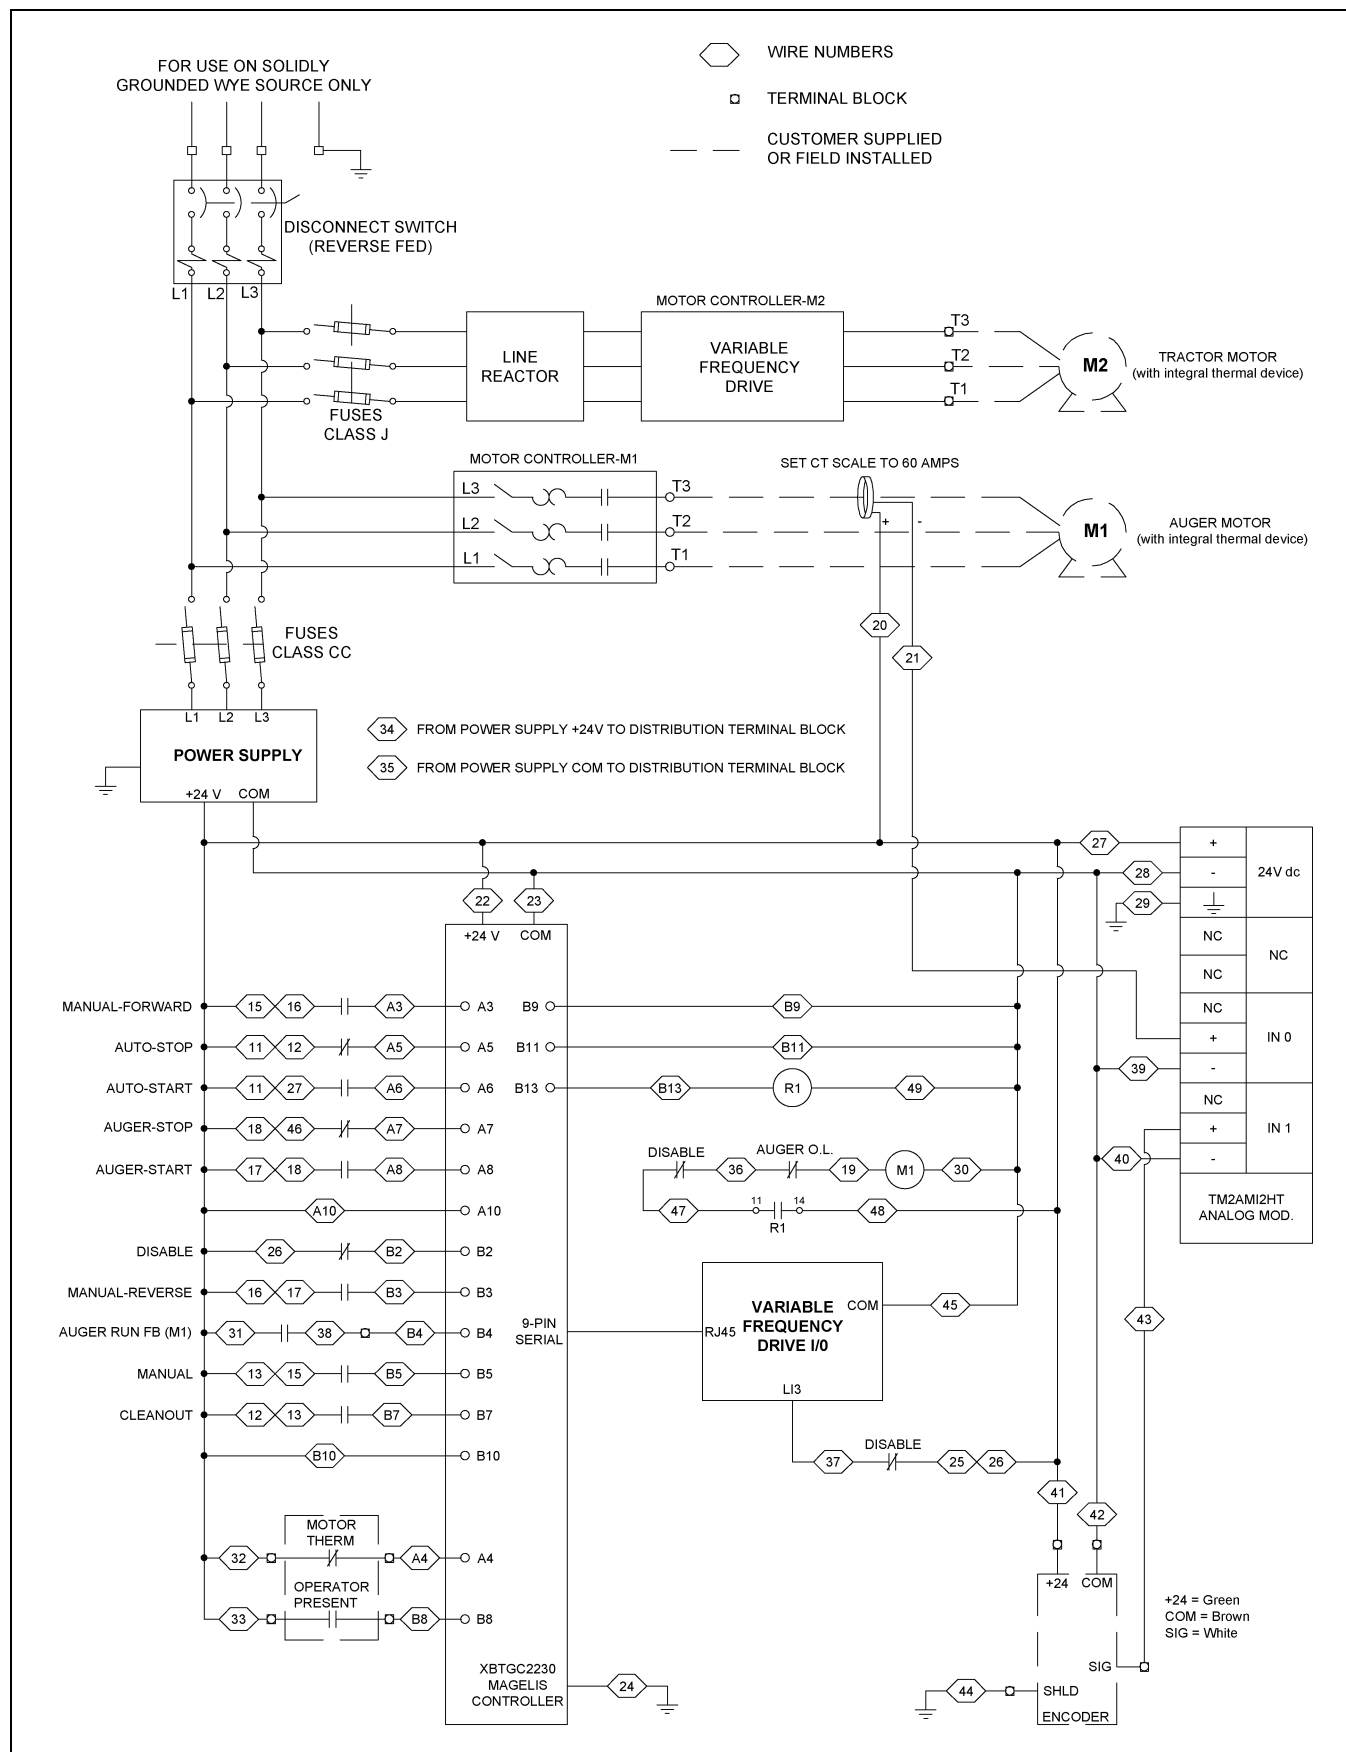 FOR USE ON SOLIDLY
GROUNDED WYE SOURCE ONLY
WIRE NUMBERS
TERMINAL BLOCK
CUSTOMER SUPPLIED
OR FIELD INSTALLED
DISCONNECT SWITCH
(REVERSE FED)
L1 L2 L3
MOTOR CONTROLLER-M2
FUSES
CLASS J
LINE
REACTOR
VARIABLE
FREQUENCY
DRIVE
T3
T2
T1
M2
TRACTOR MOTOR
(with integral thermal device)
MOTOR CONTROLLER-M1
SET CT SCALE TO 60 AMPS
L3 T3
L2 T2
L1 T1
+ -
M1
AUGER MOTOR
(with integral thermal device)
20
21
FUSES
CLASS CC
L1 L2 L3
POWER SUPPLY
+24 V COM
34 FROM POWER SUPPLY +24V TO DISTRIBUTION TERMINAL BLOCK
35 FROM POWER SUPPLY COM TO DISTRIBUTION TERMINAL BLOCK
27 +
28 - 24V dc
29
NC
NC NC
NC
+ IN 0
39 -
NC
+ IN 1
40 -
TM2AMI2HT
ANALOG MOD.
22 23
+24 V COM
MANUAL-FORWARD 15 16 A3 A3
AUTO-STOP 11 12 A5 A5
AUTO-START 11 27 A6 A6
AUGER-STOP 18 46 A7 A7
AUGER-START 17 18 A8 A8
A10 A10
DISABLE 26 B2 B2
MANUAL-REVERSE 16 17 B3 B3
AUGER RUN FB (M1) 31 38 B4 B4
MANUAL 13 15 B5 B5
CLEANOUT 12 13 B7 B7
B10 B10
MOTOR
THERM
32 A4 A4
OPERATOR
PRESENT
33 B8 B8
B9 B9
B11 B11
B13 B13 R1 49
DISABLE AUGER O.L.
36 19 M1 30
47 11 14 48
R1
9-PIN
SERIAL
RJ45
VARIABLE
FREQUENCY
DRIVE I/0
COM 45
LI3
DISABLE
37 25 26
43
41
42
+24 COM
+24 = Green
COM = Brown
SIG = White
SIG
44 SHLD
ENCODER
XBTGC2230
MAGELIS
CONTROLLER
24